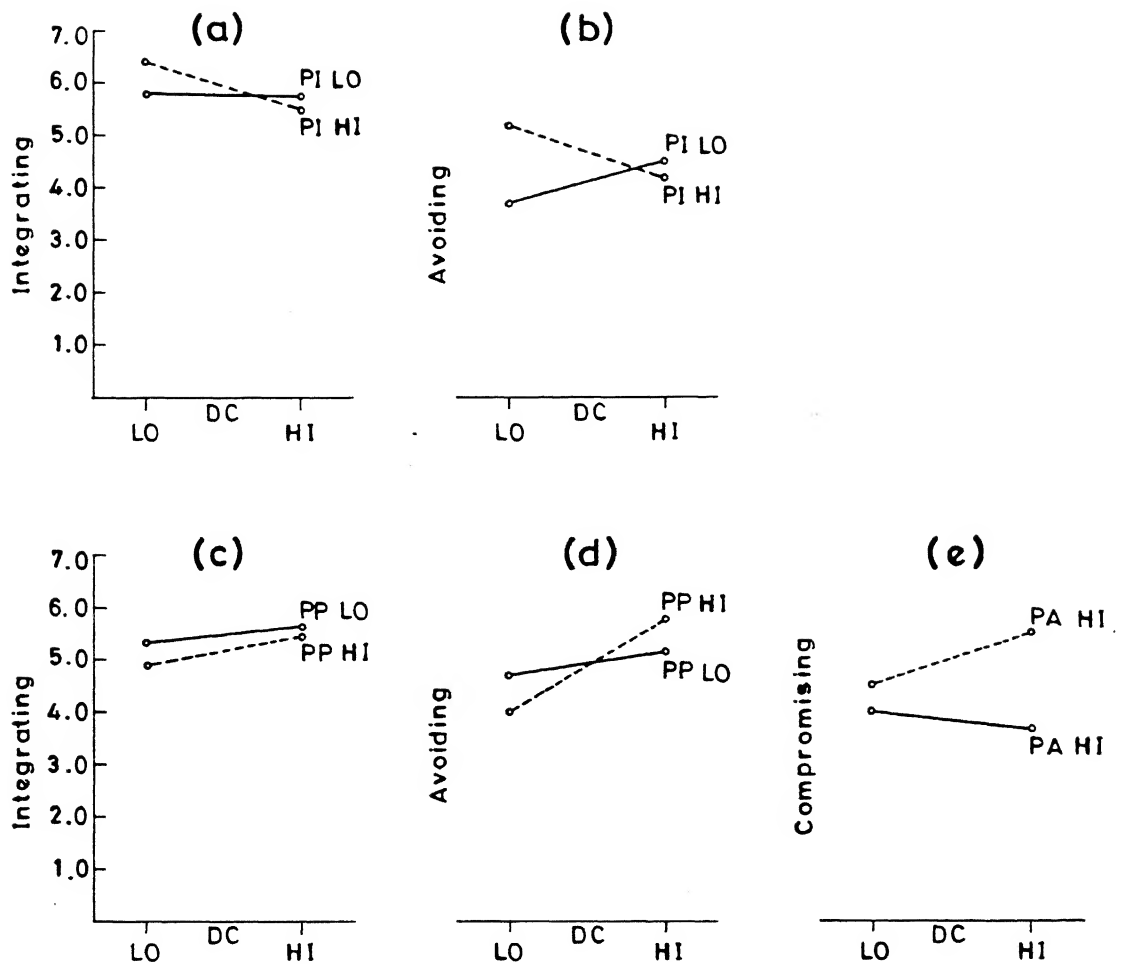 (a)
Integrating
7.0
6.0
5.0
4.0
3.0
2.0
1.0
PI LO
PI HI
DC
LO
HI
(b)
Avoiding
PI LO
PI HI
DC
LO
HI
(c)
Integrating
7.0
6.0
5.0
4.0
3.0
2.0
1.0
PP LO
PP HI
DC
LO
HI
(d)
Avoiding
PP HI
PP LO
DC
LO
HI
(e)
Compromising
PA HI
PA HI
DC
LO
HI